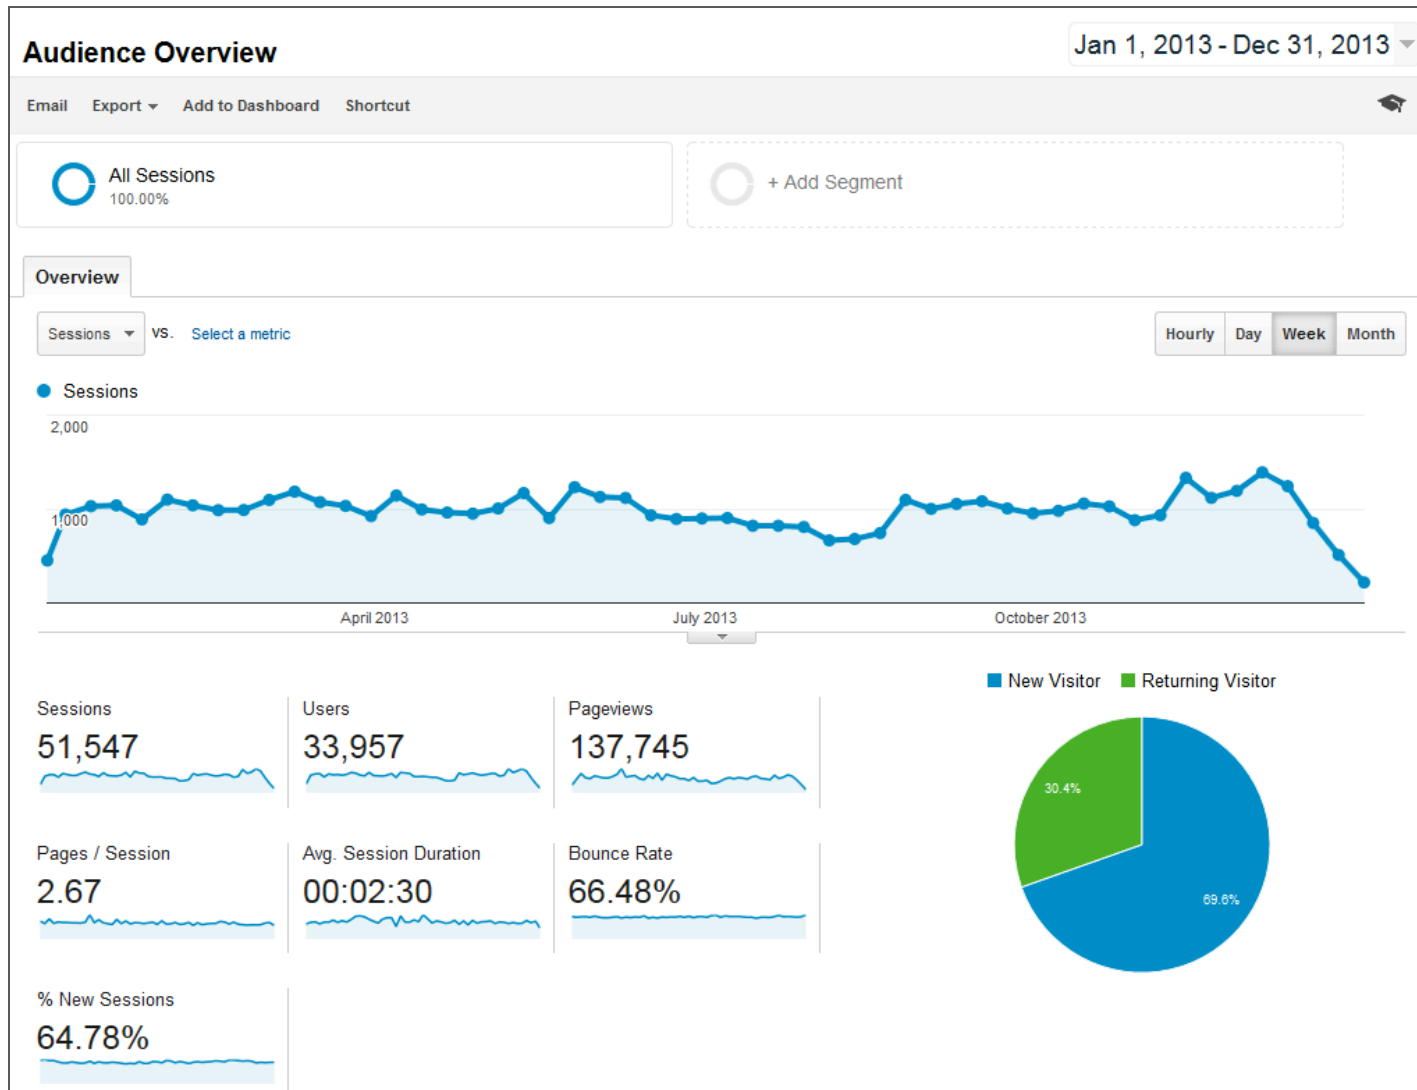 Audience Overview
Jan 1, 2013 - Dec 31, 2013
Email Export Add to Dashboard Shortcut
All Sessions
100.00%
+ Add Segment
Overview
Sessions vs. Select a metric
Hourly Day Week Month
Sessions
2,000
1,000
April 2013 July 2013 October 2013
New Visitor Returning Visitor
Sessions
51,547
Users
33,957
Pageviews
137,745
Pages / Session
2.67
Avg. Session Duration
00:02:30
Bounce Rate
66.48%
% New Sessions
64.78%
30.4%
69.6%